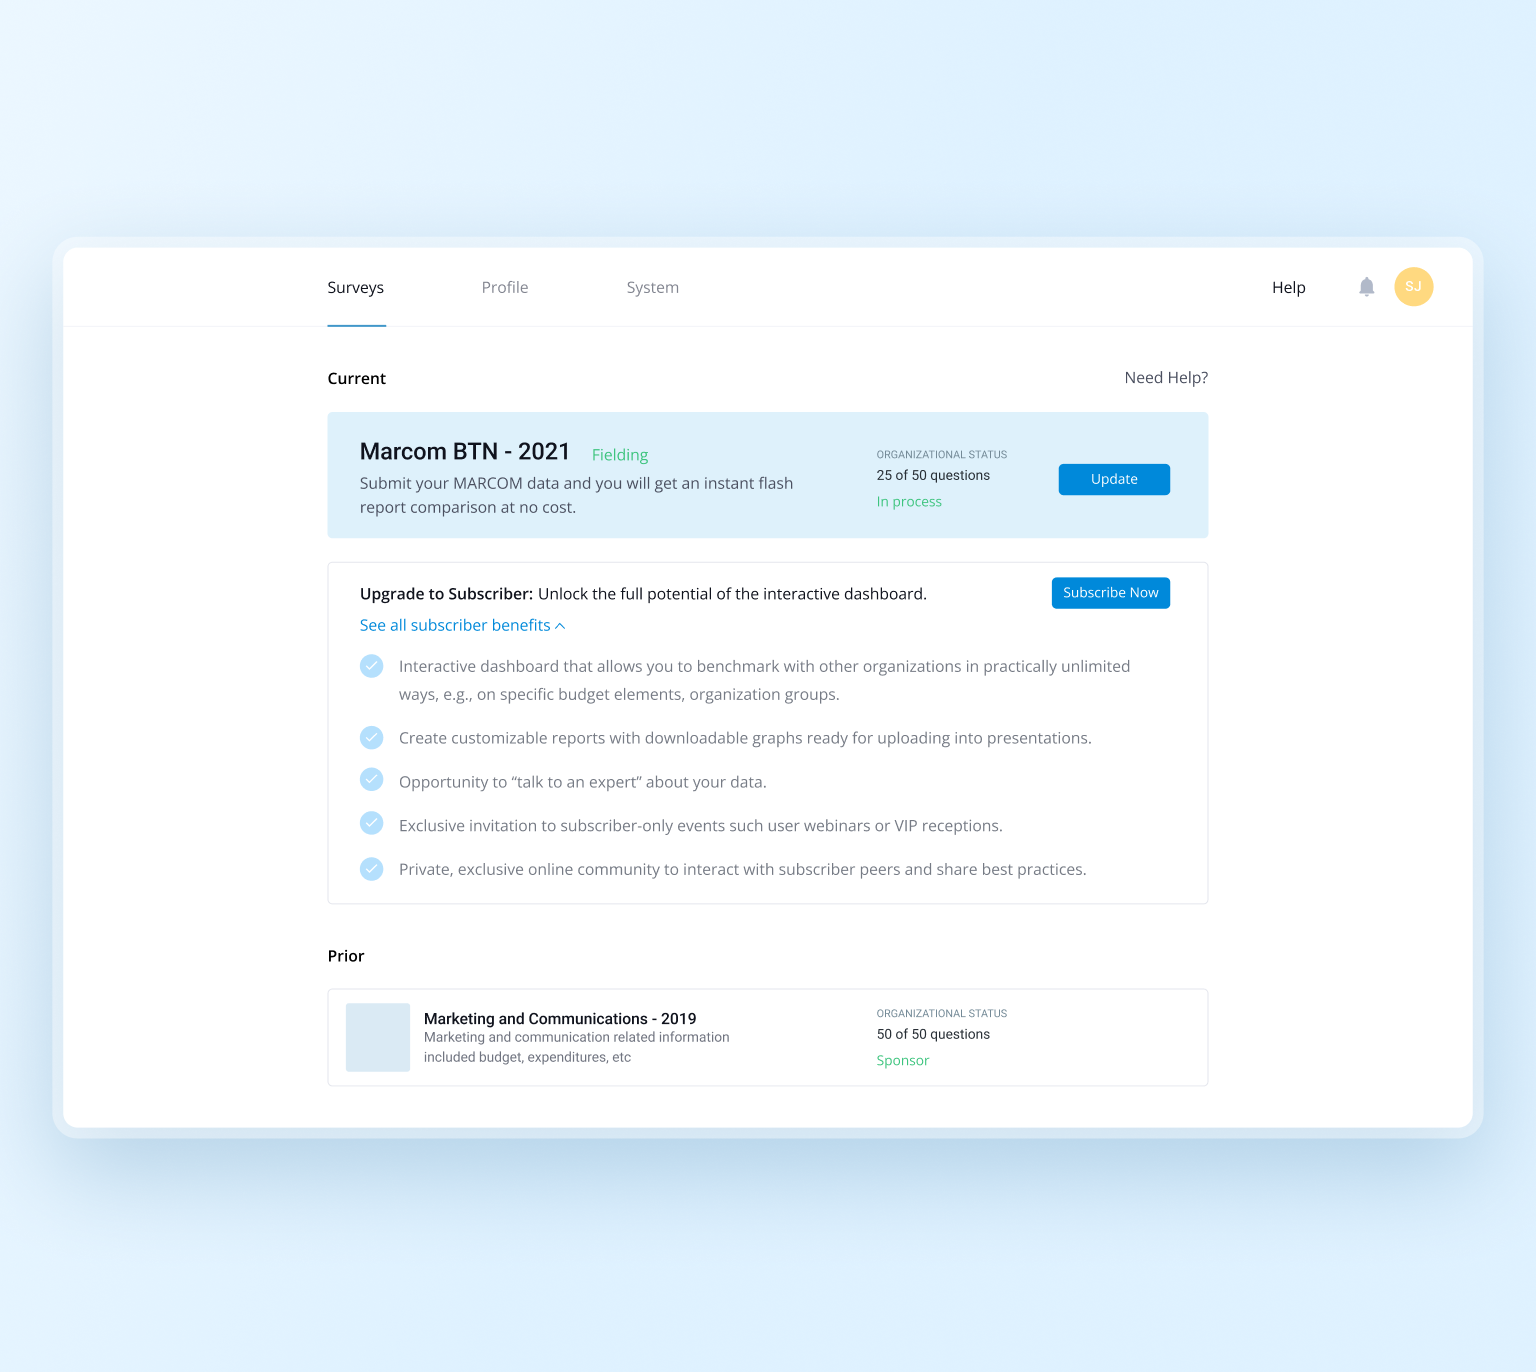 Surveys
Profile
System
Help
SJ
Current
Need Help?
Marcom BTN - 2021
Fielding
Submit your MARCOM data and you will get an instant flash
report comparison at no cost.
ORGANIZATIONAL STATUS
25 of 50 questions
In process
Update
Upgrade to Subscriber: Unlock the full potential of the interactive dashboard.
Subscribe Now
See all subscriber benefits
Interactive dashboard that allows you to benchmark with other organizations in practically unlimited
ways, e.g., on specific budget elements, organization groups.
Create customizable reports with downloadable graphs ready for uploading into presentations.
Opportunity to “talk to an expert” about your data.
Exclusive invitation to subscriber-only events such user webinars or VIP receptions.
Private, exclusive online community to interact with subscriber peers and share best practices.
Prior
Marketing and Communications - 2019
Marketing and communication related information
included budget, expenditures, etc
ORGANIZATIONAL STATUS
50 of 50 questions
Sponsor